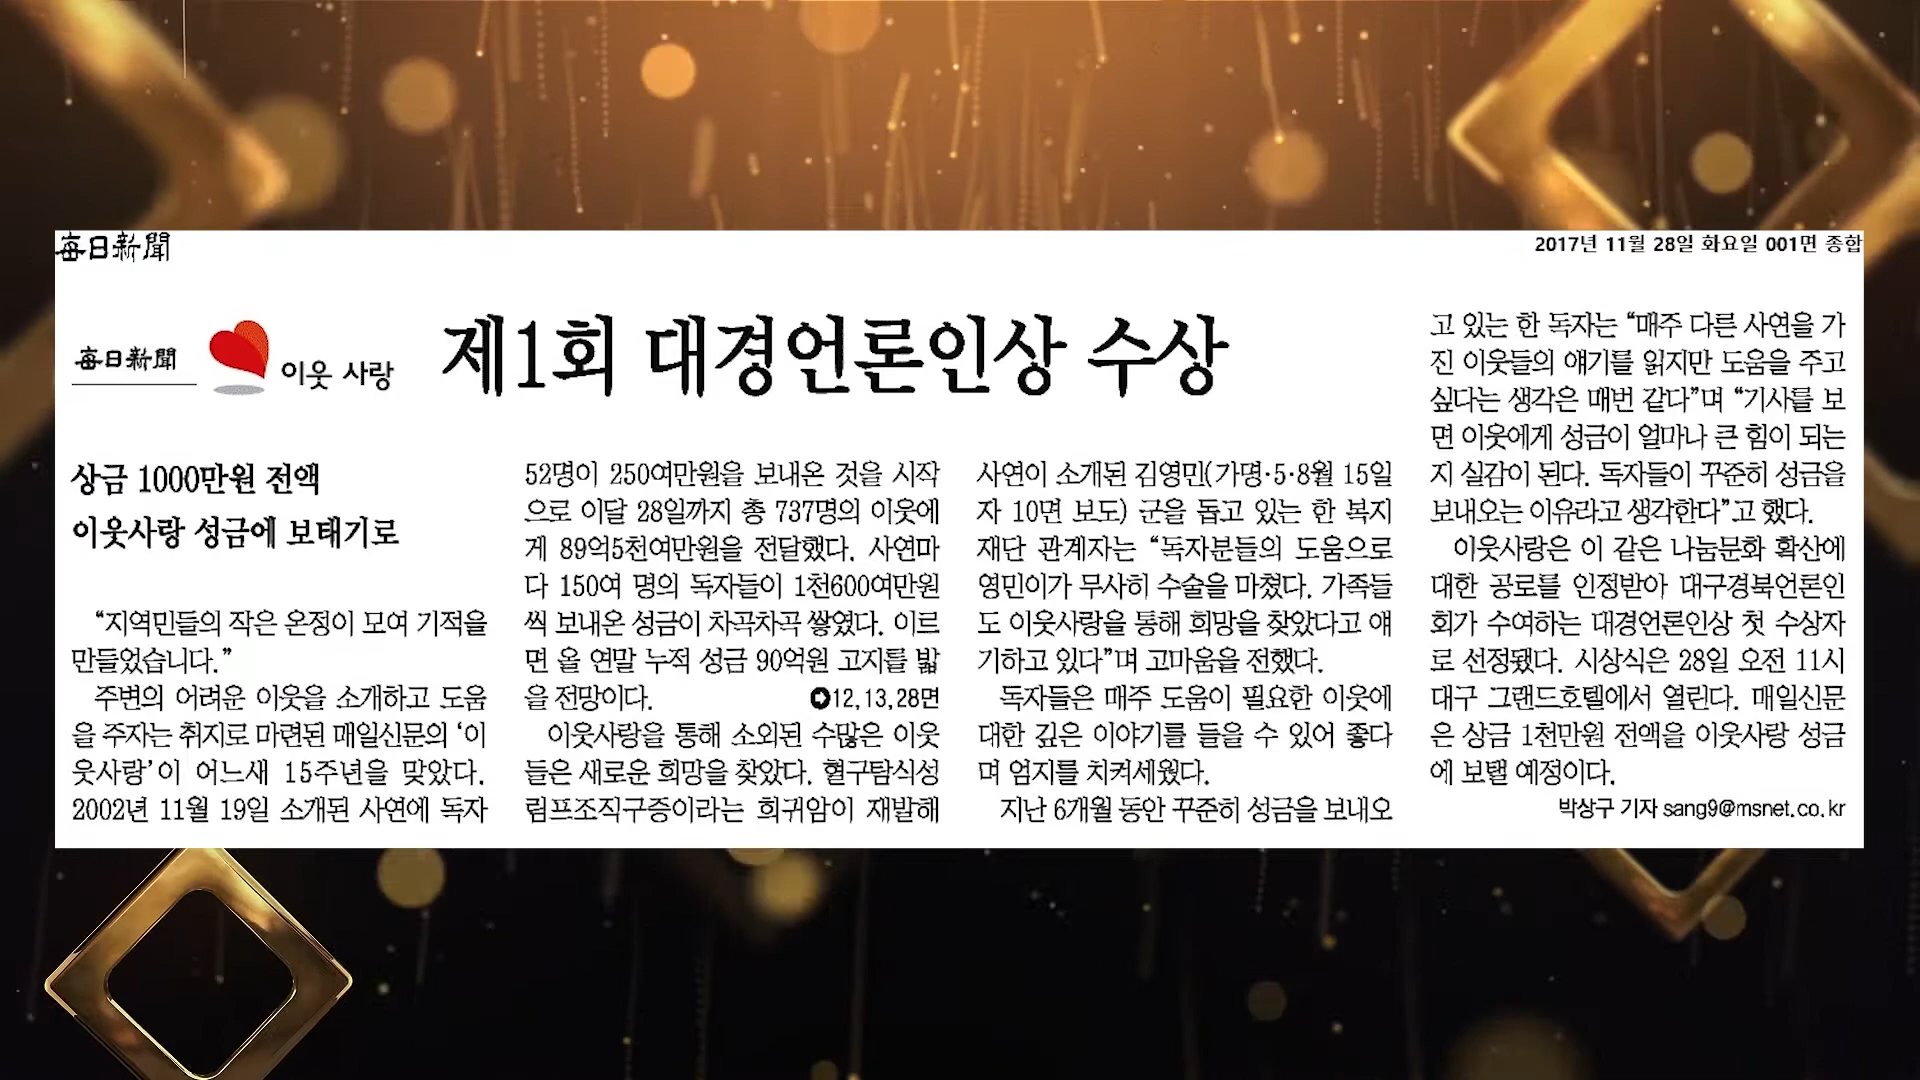 每日新聞
2017년 11월 28일 화요일 001면 종합
每日新聞 이웃 사랑
제1회 대경언론인상 수상
상금 1000만원 전액
이웃사랑 성금에 보태기로
“지역민들의 작은 온정이 모여 기적을
만들었습니다.”
주변의 어려운 이웃을 소개하고 도움
을 주자는 취지로 마련된 매일신문의 ‘이
웃사랑’이 어느새 15주년을 맞았다.
2002년 11월 19일 소개된 사연에 독자
52명이 250여만원을 보내온 것을 시작
으로 이달 28일까지 총 737명의 이웃에
게 89억5천여만원을 전달했다. 사연마
다 150여 명의 독자들이 1천600여만원
씩 보내온 성금이 차곡차곡 쌓였다. 이르
면 올 연말 누적 성금 90억원 고지를 밟
을 전망이다. 12,13,28면
이웃사랑을 통해 소외된 수많은 이웃
들은 새로운 희망을 찾았다. 혈구탐식성
림프조직구증이라는 희귀암이 재발해
사연이 소개된 김영민(가명·5·8월 15일
자 10면 보도) 군을 돕고 있는 한 복지
재단 관계자는 “독자분들의 도움으로
영민이가 무사히 수술을 마쳤다. 가족들
도 이웃사랑을 통해 희망을 찾았다고 얘
기하고 있다”며 고마움을 전했다.
독자들은 매주 도움이 필요한 이웃에
대한 깊은 이야기를 들을 수 있어 좋다
며 엄지를 치켜세웠다.
지난 6개월 동안 꾸준히 성금을 보내오
고 있는 한 독자는 “매주 다른 사연을 가
진 이웃들의 얘기를 읽지만 도움을 주고
싶다는 생각은 매번 같다”며 “기사를 보
면 이웃에게 성금이 얼마나 큰 힘이 되는
지 실감이 된다. 독자들이 꾸준히 성금을
보내오는 이유라고 생각한다”고 했다.
이웃사랑은 이 같은 나눔문화 확산에
대한 공로를 인정받아 대구경북언론인
회가 수여하는 대경언론인상 첫 수상자
로 선정됐다. 시상식은 28일 오전 11시
대구 그랜드호텔에서 열린다. 매일신문
은 상금 1천만원 전액을 이웃사랑 성금
에 보탤 예정이다.
박상구 기자 sang9@msnet.co.kr